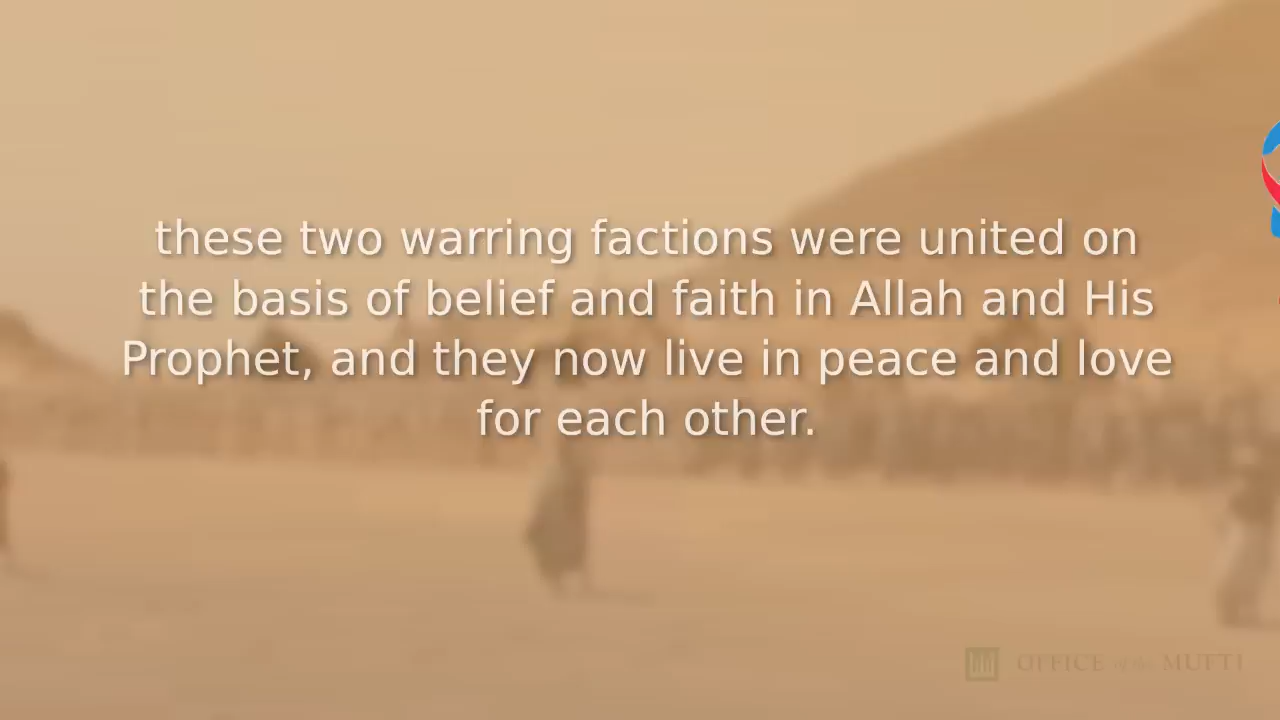 these two warring factions were united on
the basis of belief and faith in Allah and His
Prophet, and they now live in peace and love
for each other.
OFFICE of the MUFTI